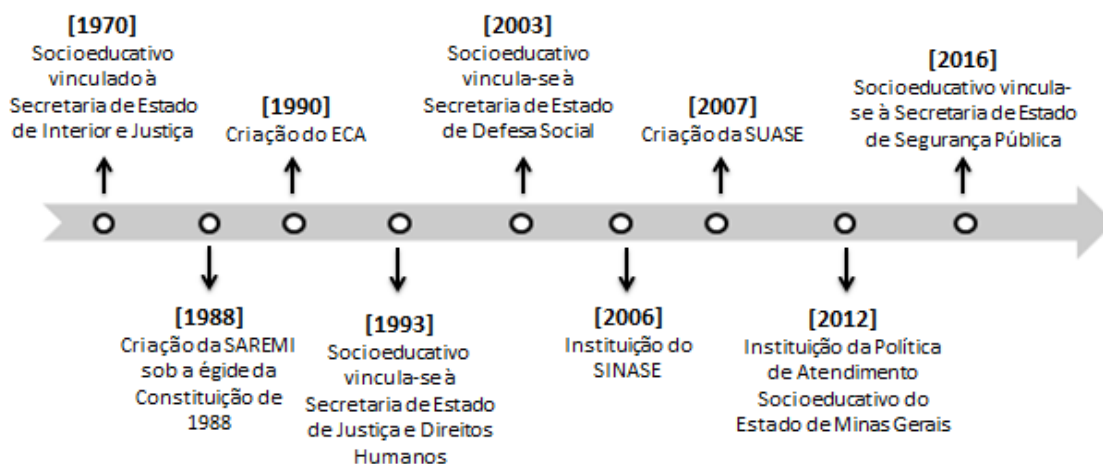 [1970]
Socioeducativo
vinculado à
Secretaria de Estado
de Interior e Justiça
[1990]
Criação do ECA
[2003]
Socioeducativo
vincula-se à
Secretaria de Estado
de Defesa Social
[2007]
Criação da SUASE
[2016]
Socioeducativo vincula-
se à Secretaria de Estado
de Segurança Pública
[1988]
Criação da SAREMI
sob a égide da
Constituição de
1988
[1993]
Socioeducativo
vincula-se à
Secretaria de Estado
de Justiça e Direitos
Humanos
[2006]
Instituição do
SINASE
[2012]
Instituição da Política
de Atendimento
Socioeducativo do
Estado de Minas Gerais